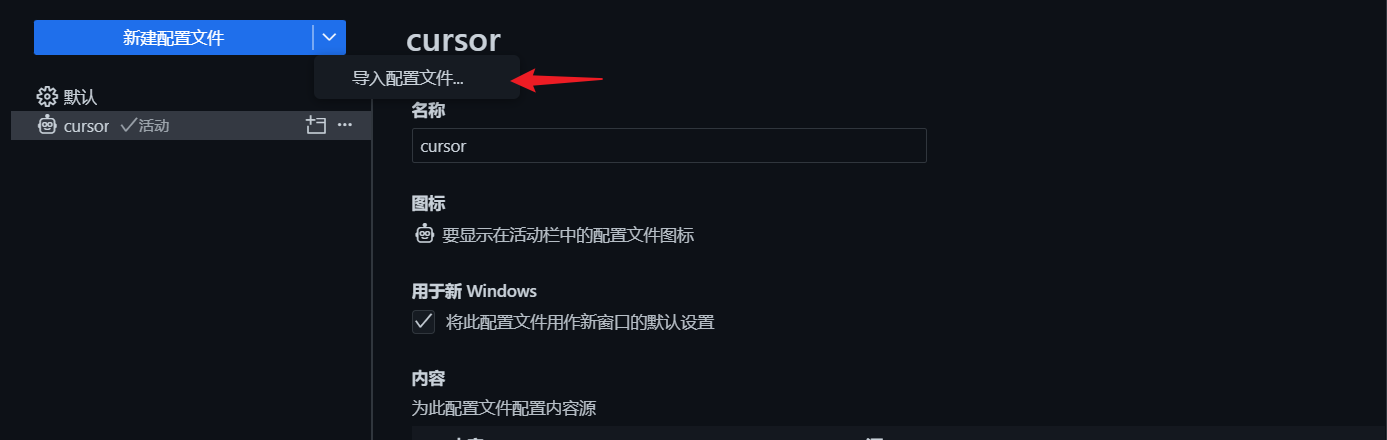 新建配置文件
导入配置文件...
默认
cursor 活动
cursor
名称
cursor
图标
要显示在活动栏中的配置文件图标
用于新 Windows
将此配置文件用作新窗口的默认设置
内容
为此配置文件配置内容源